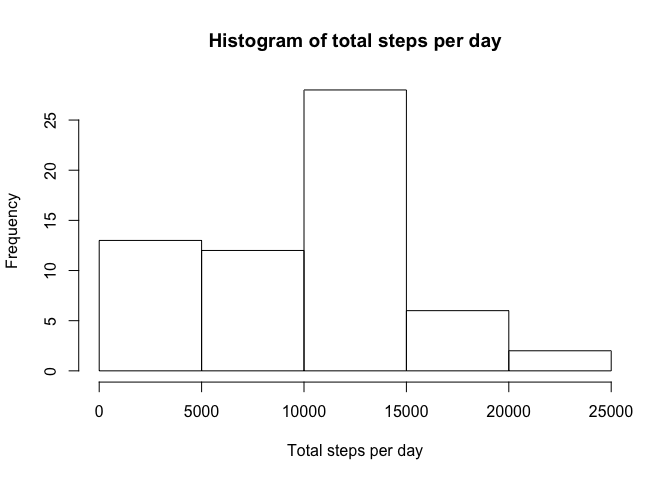 Histogram of total steps per day
Frequency
25
20
15
10
5
0
0 5000 10000 15000 20000 25000
Total steps per day